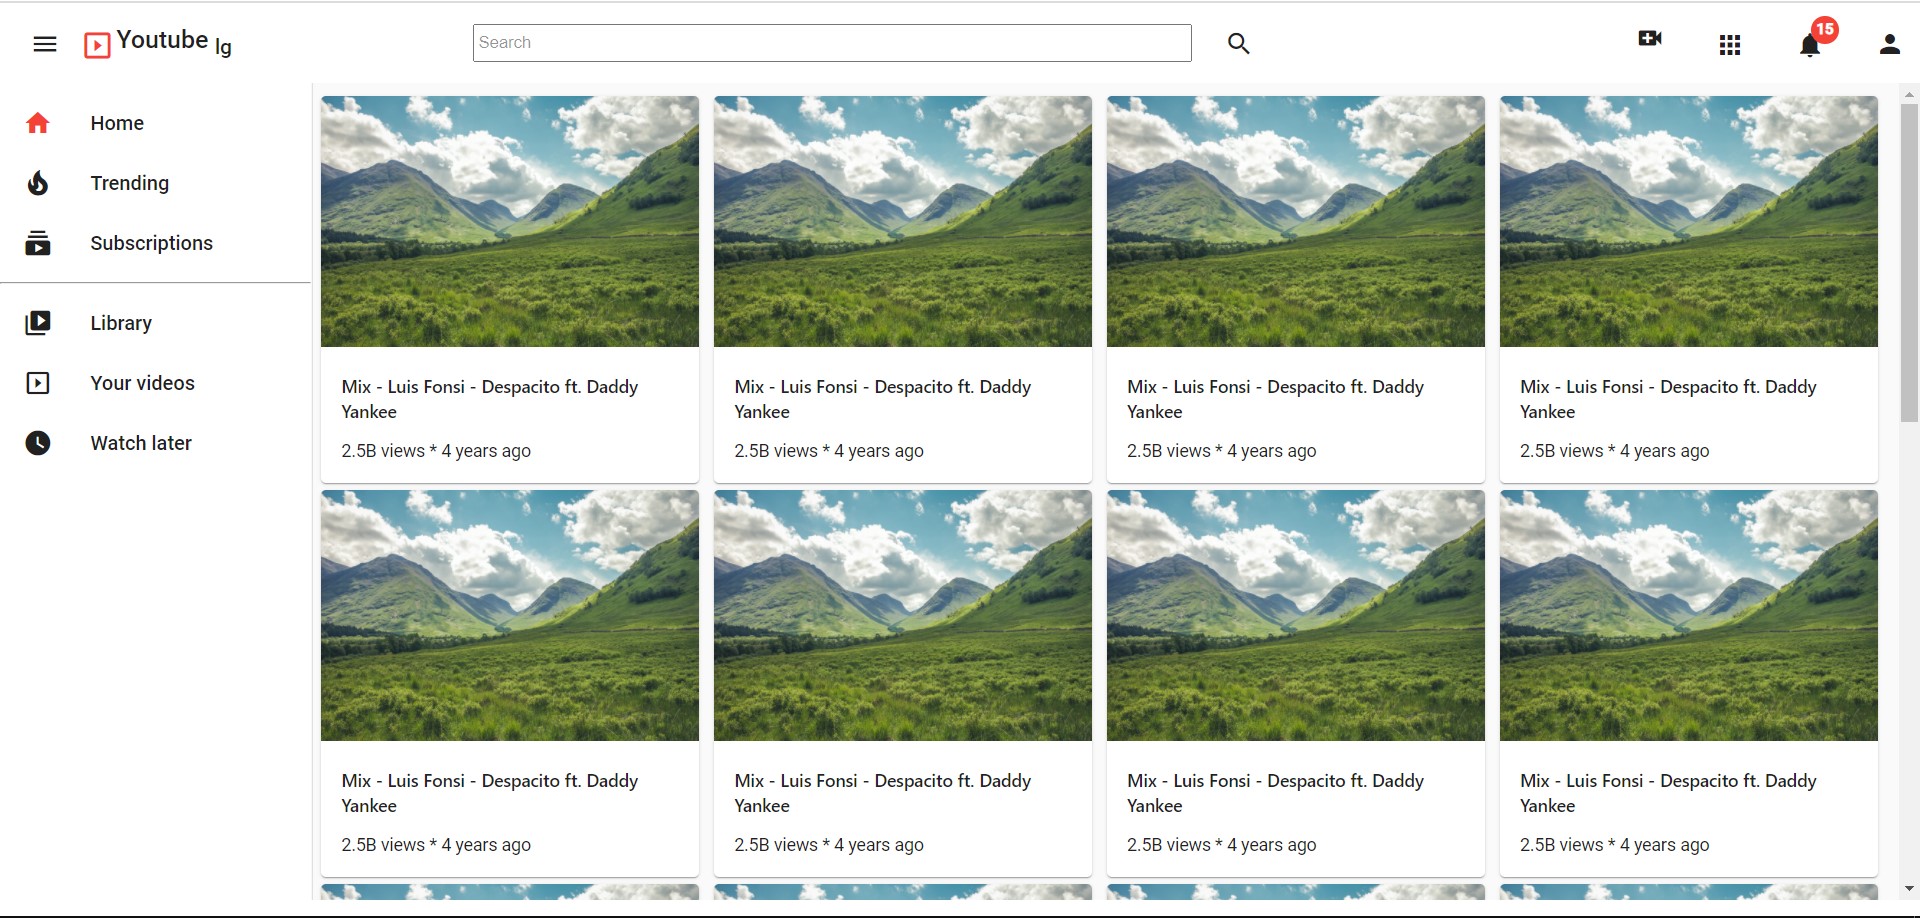 Youtube lg
Search
15
Home
Trending
Subscriptions
Library
Your videos
Watch later
Mix - Luis Fonsi - Despacito ft. Daddy
Yankee
2.5B views * 4 years ago
Mix - Luis Fonsi - Despacito ft. Daddy
Yankee
2.5B views * 4 years ago
Mix - Luis Fonsi - Despacito ft. Daddy
Yankee
2.5B views * 4 years ago
Mix - Luis Fonsi - Despacito ft. Daddy
Yankee
2.5B views * 4 years ago
Mix - Luis Fonsi - Despacito ft. Daddy
Yankee
2.5B views * 4 years ago
Mix - Luis Fonsi - Despacito ft. Daddy
Yankee
2.5B views * 4 years ago
Mix - Luis Fonsi - Despacito ft. Daddy
Yankee
2.5B views * 4 years ago
Mix - Luis Fonsi - Despacito ft. Daddy
Yankee
2.5B views * 4 years ago